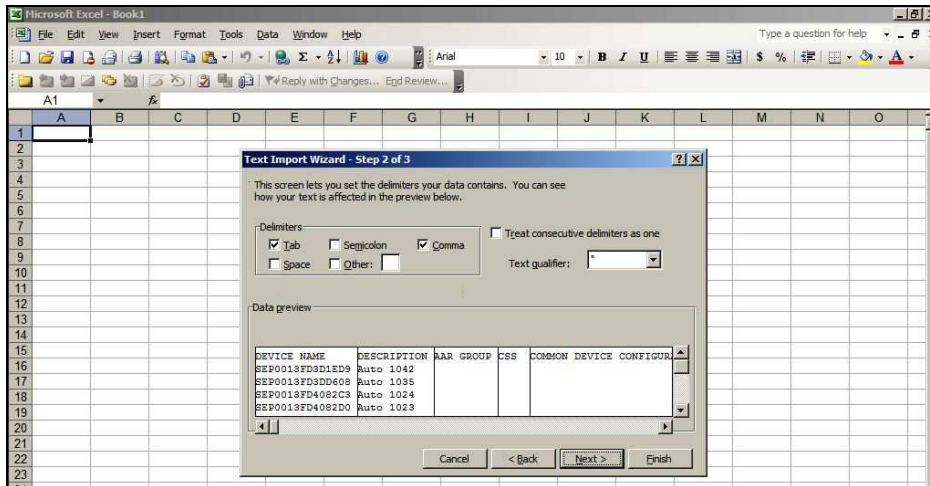 Microsoft Excel - Book1
File Edit View Insert Format Tools Data Window Help
Type a question for help
Arial 10 B I U $ %
Reply with Changes... End Review...
A1 fx
A B C D E F G H I J K L M N O
1
2
3
4
5
6
7
8
9
10
11
12
13
14
15
16
17
18
19
20
21
22
23
Text Import Wizard - Step 2 of 3
This screen lets you set the delimiters your data contains. You can see
how your text is affected in the preview below.
Delimiters
Tab Semicolon Comma
Space Other:
Treat consecutive delimiters as one
Text qualifier: "
Data preview
DEVICE NAME DESCRIPTION AAR GROUP CSS COMMON DEVICE CONFIGURA
SEP0013FD3D1ED9 Auto 1042
SEP0013FD3DD608 Auto 1035
SEP0013FD4082C3 Auto 1024
SEP0013FD4082D0 Auto 1023
Cancel < Back Next > Finish